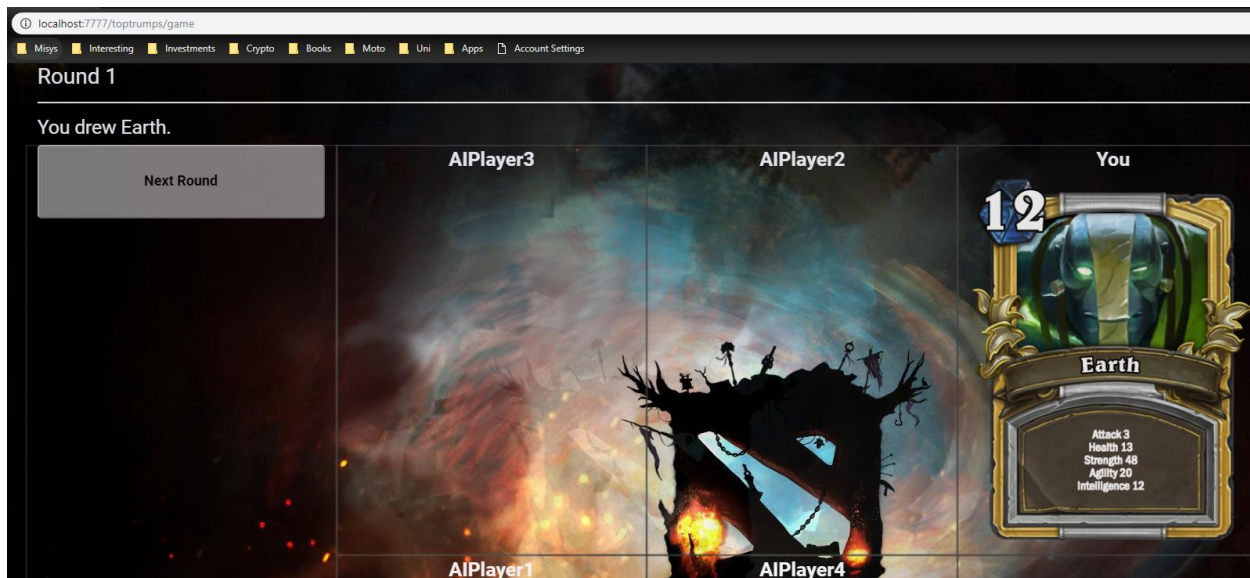 localhost:7777/toptrumps/game
Misys Interesting Investments Crypto Books Moto Uni Apps Account Settings
Round 1
You drew Earth.
Next Round
AIPlayer3
AIPlayer2
You
12
Earth
Attack 3
Health 13
Strength 48
Agility 20
Intelligence 12
AIPlayer1
AIPlayer4